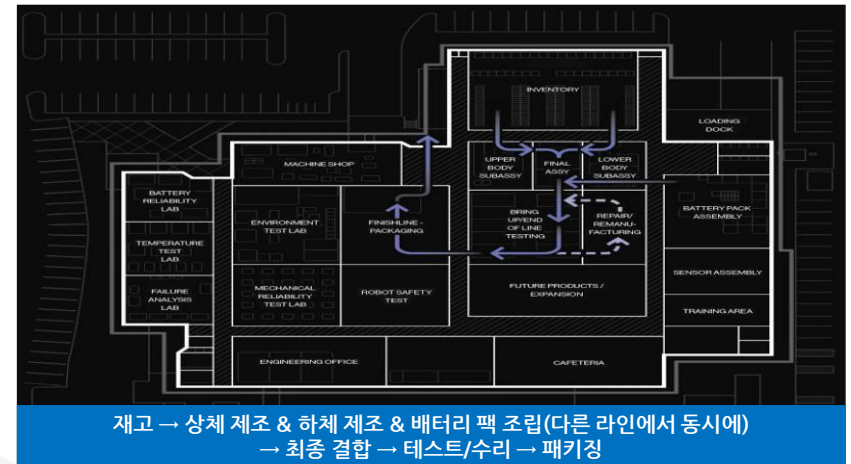 INVENTORY
LOADING
DOCK
MACHINE SHOP
UPPER
BODY
SUBASSY
FINAL
ASSY
LOWER
BODY
SUBASSY
BATTERY
RELIABILITY
LAB
ENVIRONMENT
TEST LAB
FINISHLINE -
PACKAGING
BRING
UP/END
OF LINE
TESTING
REPAIR/
REMANU-
FACTURING
BATTERY PACK
ASSEMBLY
TEMPERATURE
TEST
LAB
FAILURE
ANALYSIS
LAB
MECHANICAL
RELIABILITY
TEST LAB
ROBOT SAFETY
TEST
FUTURE PRODUCTS /
EXPANSION
SENSOR ASSEMBLY
TRAINING AREA
ENGINEERING OFFICE
CAFETERIA
재고 → 상체 제조 & 하체 제조 & 배터리 팩 조립(다른 라인에서 동시에)
→ 최종 결합 → 테스트/수리 → 패키징